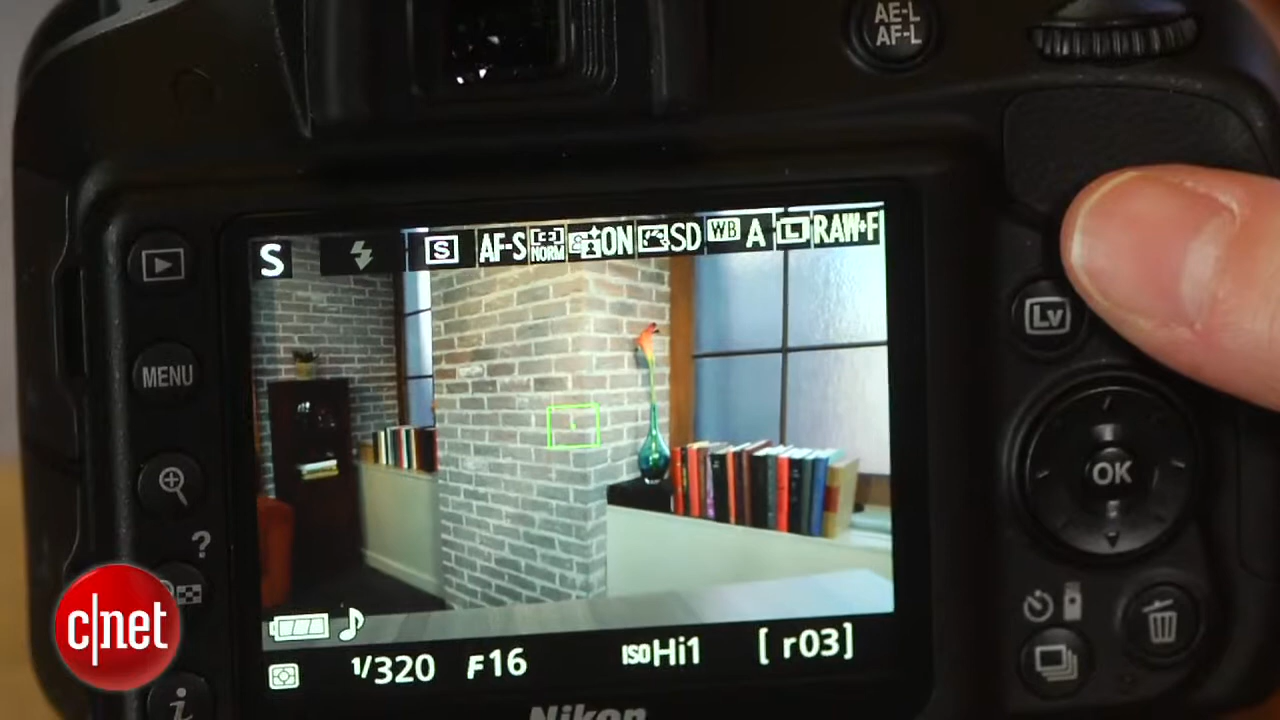 AE-L
AF-L
S S AF-S NORM ON SD WB A L RAW+F
Lv
MENU
OK
?
c|net
1/320 F16 ISO Hi1 [ r03]
i
Nikon